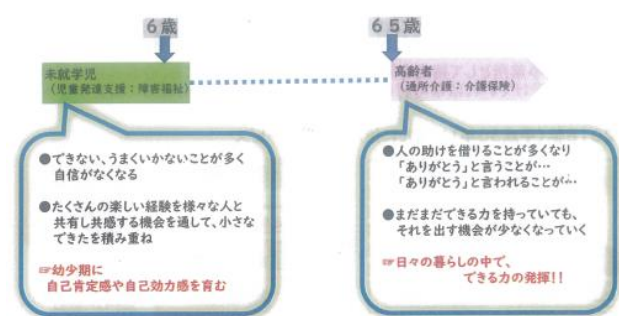 6歳
65歳
未就学児
(児童発達支援:障害福祉)
高齢者
(通所介護:介護保険)
●できない、うまくいかないことが多く
自信がなくなる
●たくさんの楽しい経験を様々な人と
共有し共感する機会を通して、小さな
できたを積み重ね
☞幼少期に
自己肯定感や自己効力感を育む
●人の助けを借りることが多くなり
「ありがとう」と言うことが…
「ありがとう」と言われることが…
●まだまだできる力を持っていても、
それを出す機会が少なくなっていく
☞日々の暮らしの中で、
できる力の発揮!!